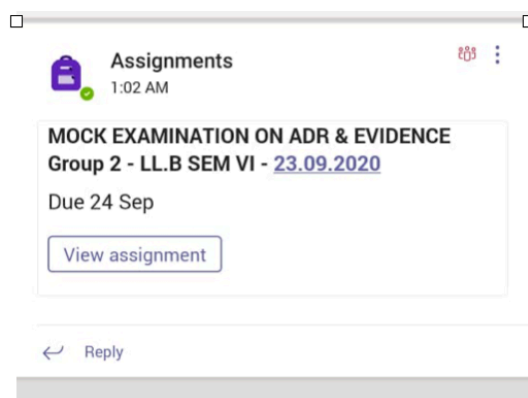 Assignments
1:02 AM
MOCK EXAMINATION ON ADR & EVIDENCE
Group 2 - LL.B SEM VI - 23.09.2020
Due 24 Sep
View assignment
Reply